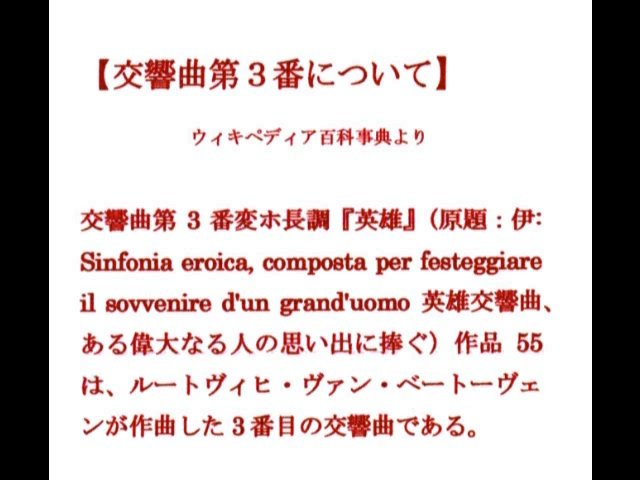 【交響曲第３番について】
ウィキペディア百科事典より
交響曲第 3 番変ホ長調『英雄』（原題：伊:
Sinfonia eroica, composta per festeggiare
il sovvenire d'un grand'uomo 英雄交響曲、
ある偉大なる人の思い出に捧ぐ）作品 55
は、ルートヴィヒ・ヴァン・ベートーヴェ
ンが作曲した 3 番目の交響曲である。